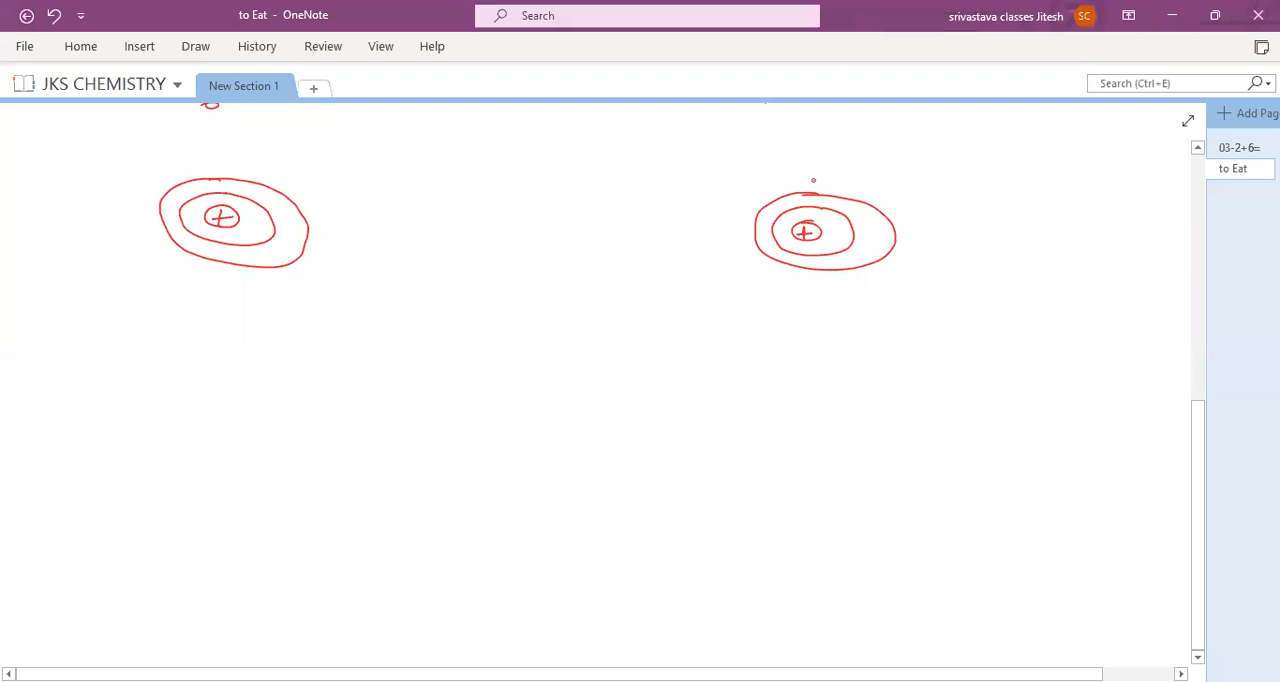 to Eat - OneNote
Search
srivastava classes Jitesh
SC
File Home Insert Draw History Review View Help
JKS CHEMISTRY
New Section 1
+
Search (Ctrl+E)
Add Pag
03-2+6=
to Eat
+ +